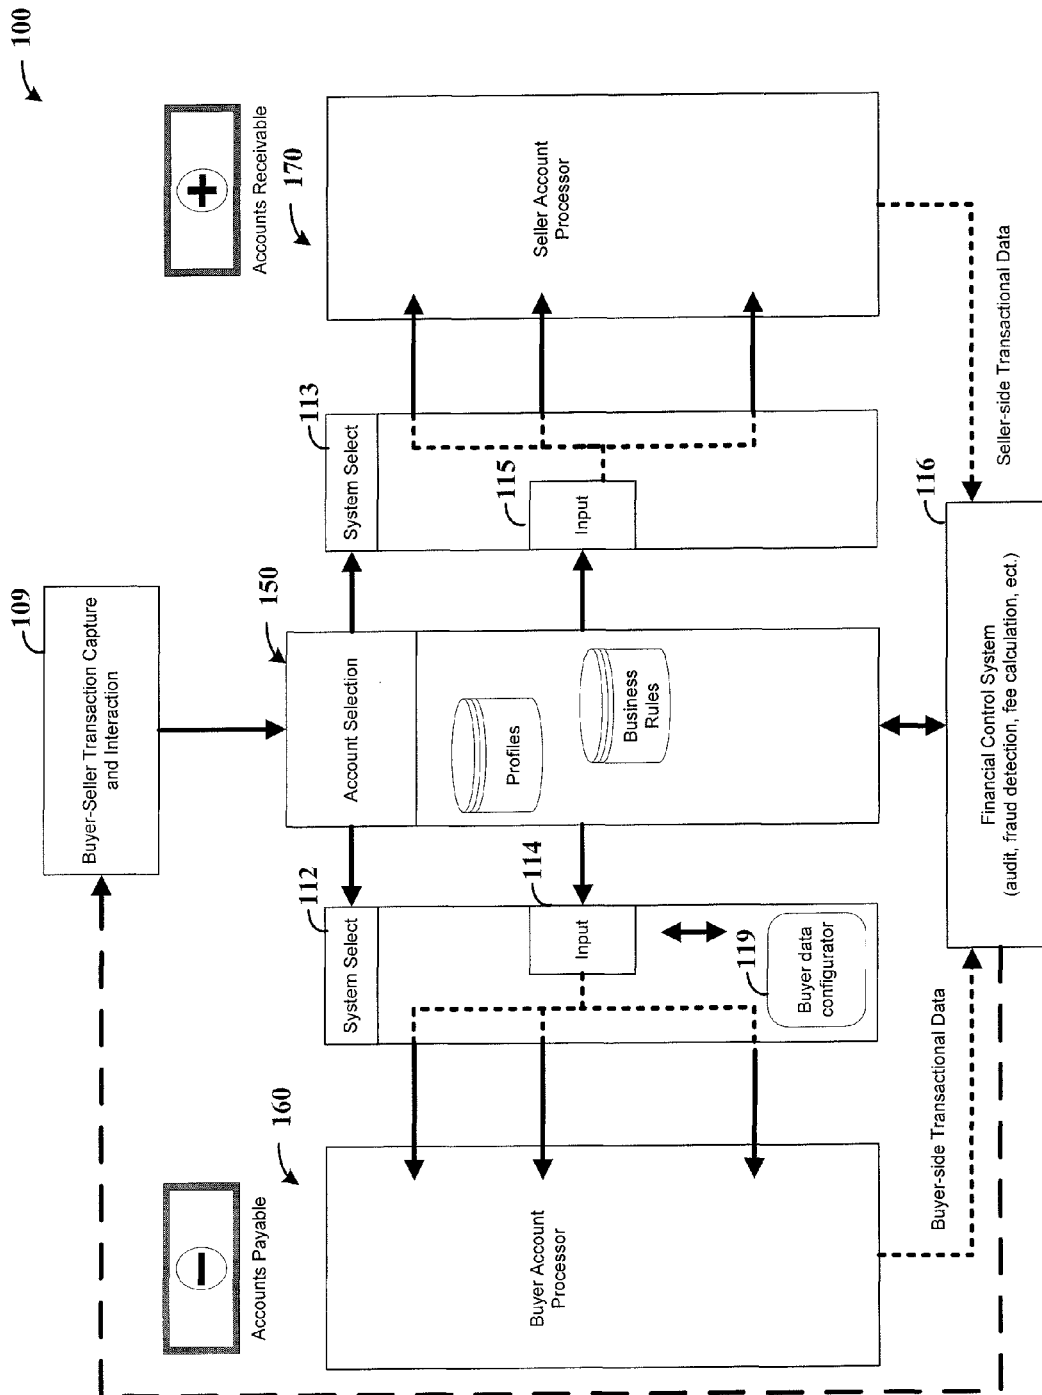 100
Accounts Payable
Accounts Receivable
109
Buyer-Seller Transaction Capture
and Interaction
160
Buyer Account
Processor
112
System Select
114
Input
119
Buyer data
configurator
150
Account Selection
Profiles
Business
Rules
113
System Select
115
Input
170
Seller Account
Processor
Buyer-side Transactional Data
116
Financial Control System
(audit, fraud detection, fee calculation, ect.)
Seller-side Transactional Data